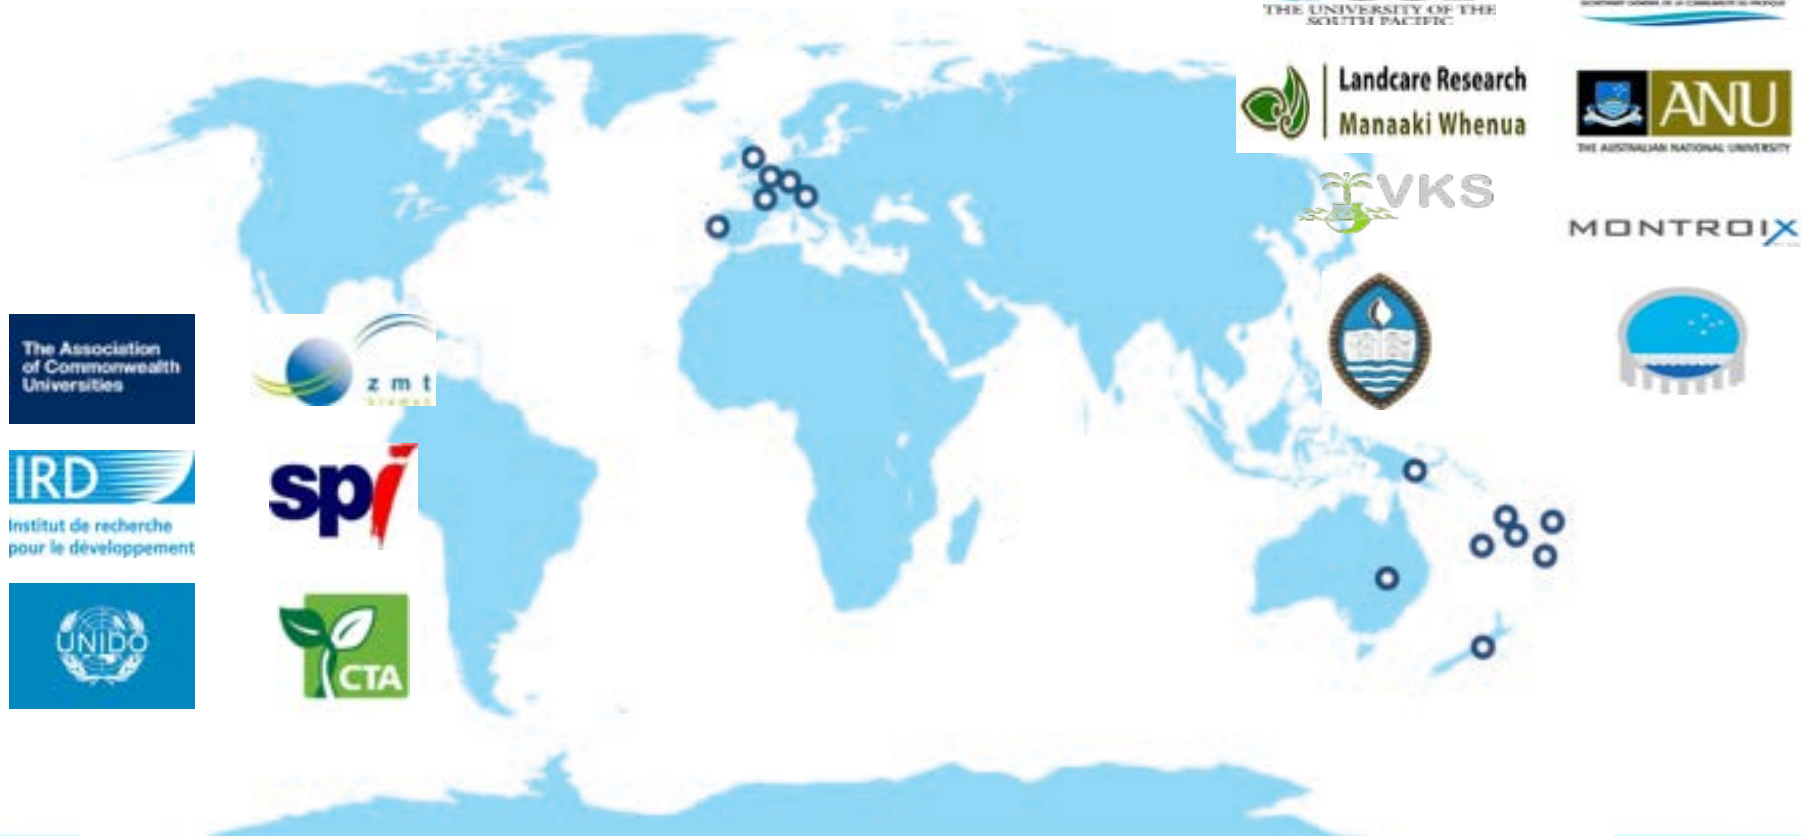 THE UNIVERSITY OF THE
SOUTH PACIFIC
Landcare Research
Manaaki Whenua
ANU
THE AUSTRALIAN NATIONAL UNIVERSITY
VKS
MONTROIX
The Association
of Commonwealth
Universities
zmt
bremen
IRD
Institut de recherche
pour le développement
spi
UNIDO
CTA